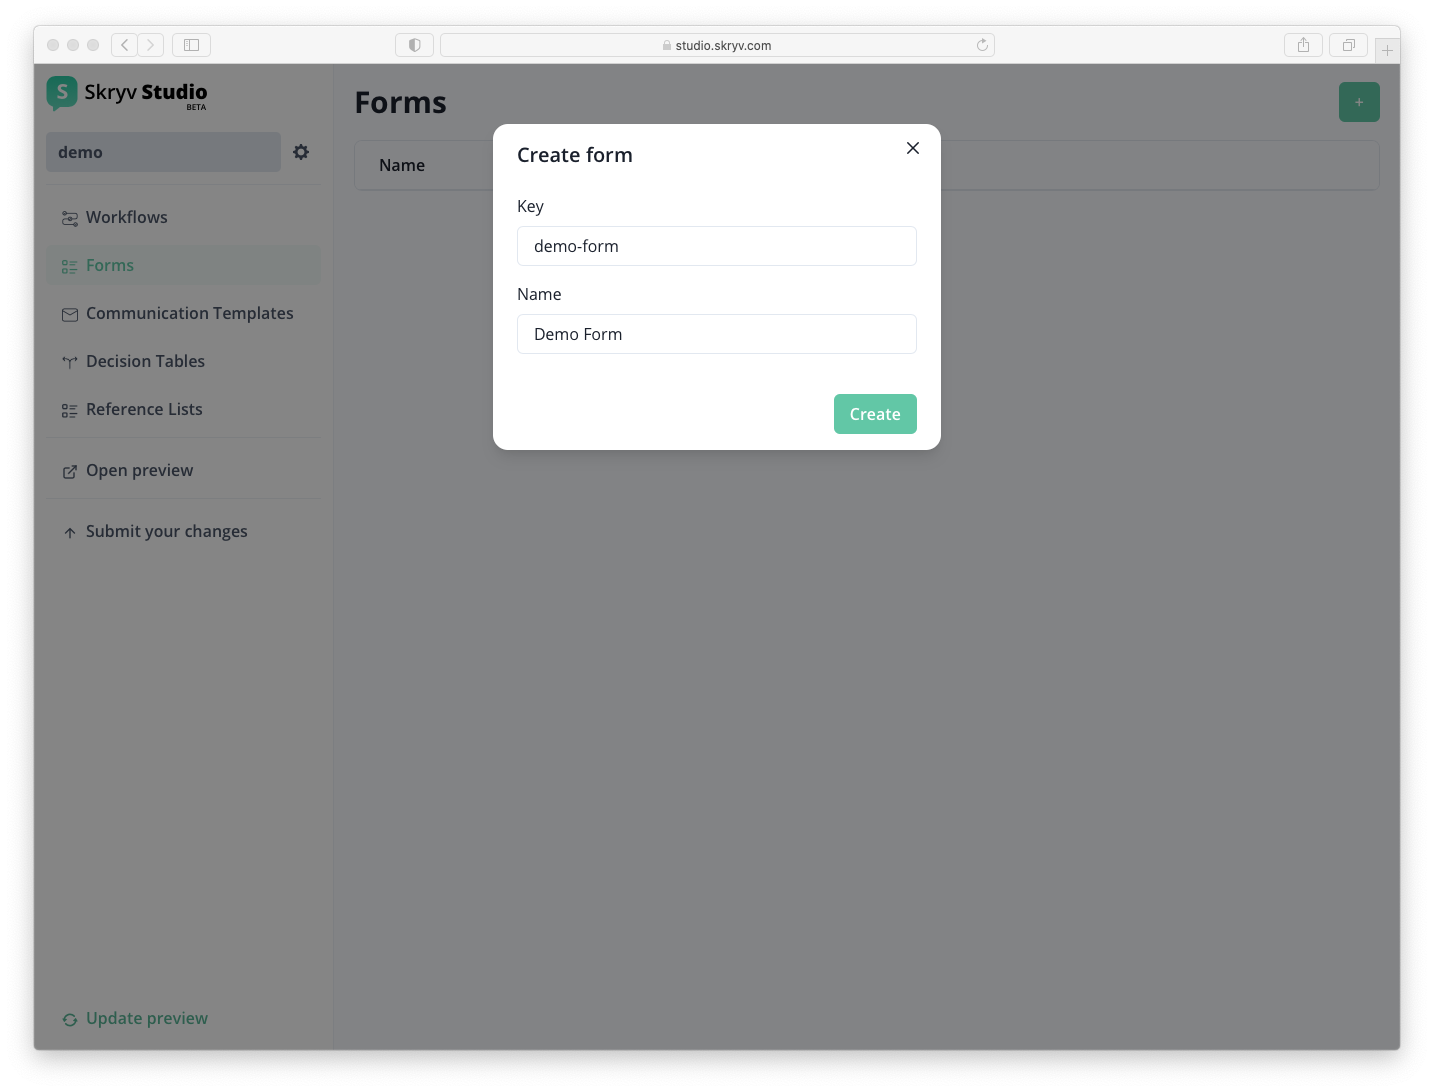 studio.skryv.com
S Skryv Studio
BETA
demo
Workflows
Forms
Communication Templates
Decision Tables
Reference Lists
Open preview
Submit your changes
Update preview
Forms
+
Name
Create form
Key
demo-form
Name
Demo Form
Create